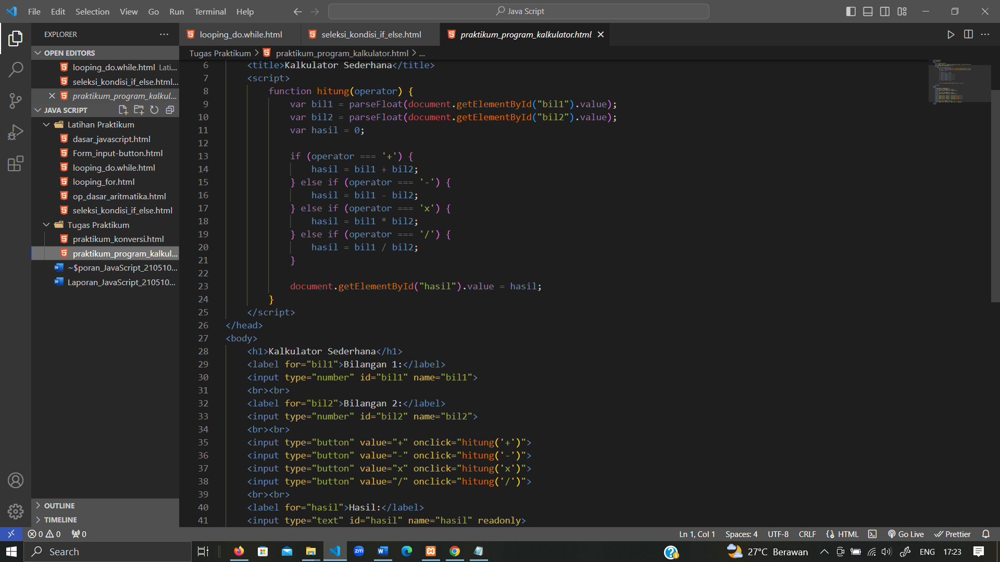 File Edit Selection View Go Run Terminal Help
Java Script
EXPLORER
OPEN EDITORS
looping_do.while.html Lati...
seleksi_kondisi_if_else.html...
praktikum_program_kalkul...
JAVA SCRIPT
Latihan Praktikum
dasar_javascript.html
Form_input-button.html
looping_do.while.html
looping_for.html
op_dasar_aritmatika.html
seleksi_kondisi_if_else.html
Tugas Praktikum
praktikum_konversi.html
praktikum_program_kalkul...
~$poran_JavaScript_210510...
Laporan_JavaScript_210510...
OUTLINE
TIMELINE
looping_do.while.html seleksi_kondisi_if_else.html praktikum_program_kalkulator.html
Tugas Praktikum > praktikum_program_kalkulator.html > ...
6 <title>Kalkulator Sederhana</title>
7 <script>
8 function hitung(operator) {
9 var bil1 = parseFloat(document.getElementById("bil1").value);
10 var bil2 = parseFloat(document.getElementById("bil2").value);
11 var hasil = 0;
12
13 if (operator === '+') {
14 hasil = bil1 + bil2;
15 } else if (operator === '-') {
16 hasil = bil1 - bil2;
17 } else if (operator === 'x') {
18 hasil = bil1 * bil2;
19 } else if (operator === '/') {
20 hasil = bil1 / bil2;
21 }
22
23 document.getElementById("hasil").value = hasil;
24 }
25 </script>
26 </head>
27 <body>
28 <h1>Kalkulator Sederhana</h1>
29 <label for="bil1">Bilangan 1:</label>
30 <input type="number" id="bil1" name="bil1">
31 <br><br>
32 <label for="bil2">Bilangan 2:</label>
33 <input type="number" id="bil2" name="bil2">
34 <br><br>
35 <input type="button" value="+" onclick="hitung('+')">
36 <input type="button" value="-" onclick="hitung('-')">
37 <input type="button" value="x" onclick="hitung('x')">
38 <input type="button" value="/" onclick="hitung('/')">
39 <br><br>
40 <label for="hasil">Hasil:</label>
41 <input type="text" id="hasil" name="hasil" readonly>
0 0 0 Ln 1, Col 1 Spaces: 4 UTF-8 CRLF HTML Go Live Prettier
Search zm 27°C Berawan ENG 17:23